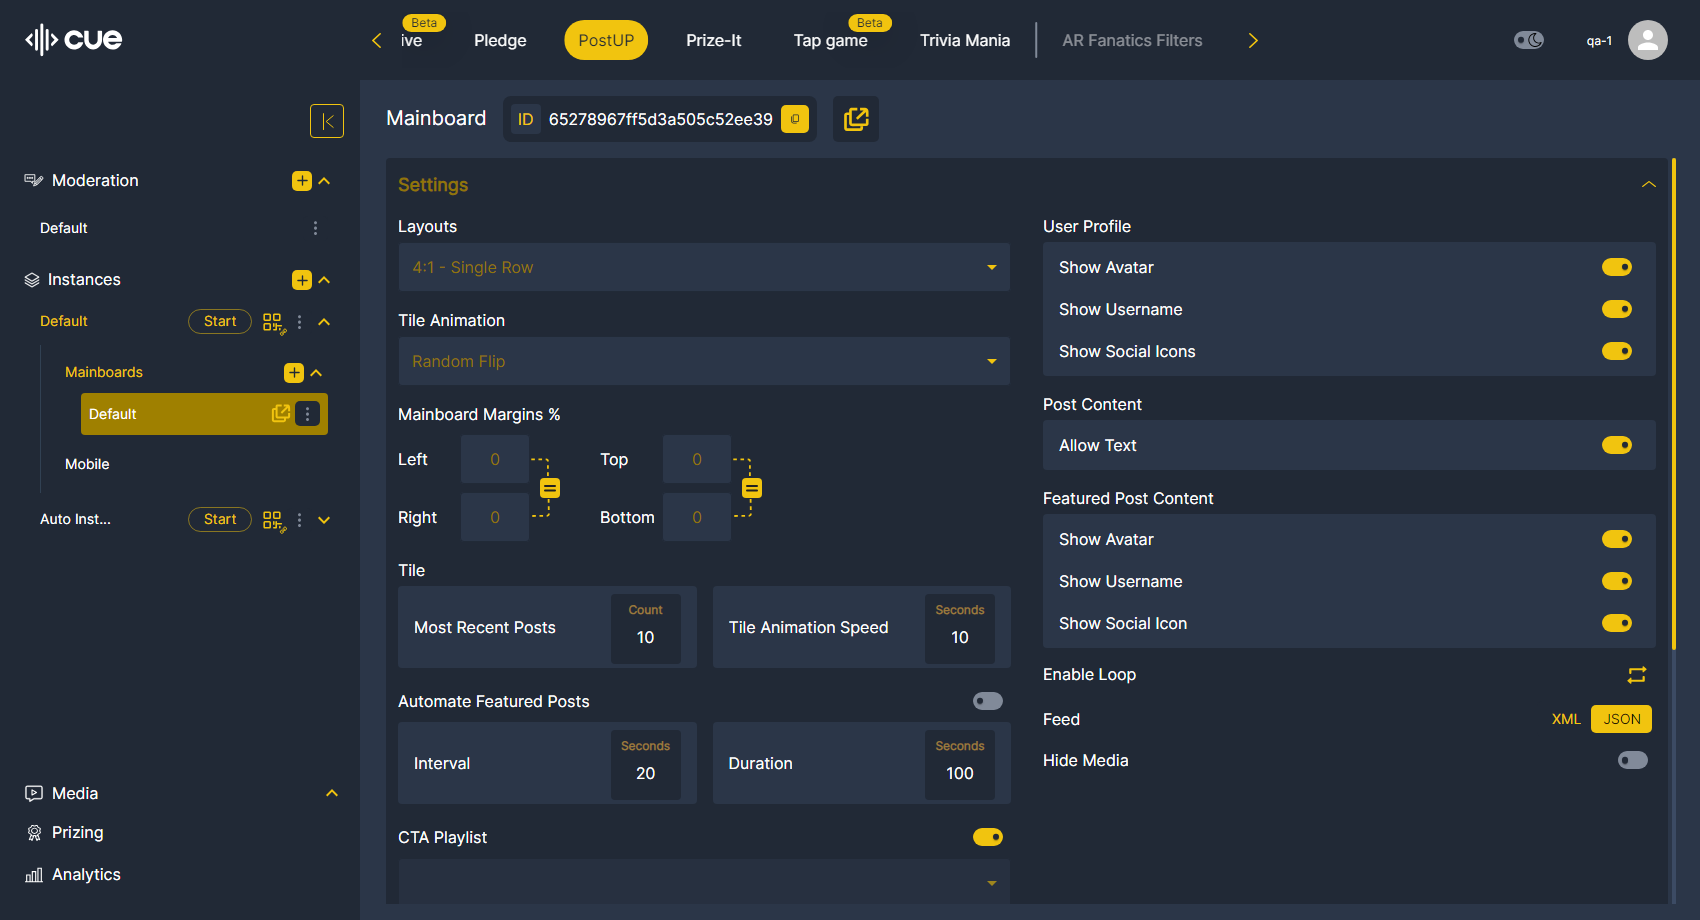 cue
Beta
ive
Pledge
PostUP
Prize-It
Beta
Tap game
Trivia Mania
AR Fanatics Filters
qa-1
Moderation
Default
Instances
Default
Start
Mainboards
Default
Mobile
Auto Inst...
Start
Media
Prizing
Analytics
Mainboard
ID
65278967ff5d3a505c52ee39
Settings
Layouts
4:1 - Single Row
Tile Animation
Random Flip
Mainboard Margins %
Left
0
Top
0
Right
0
Bottom
0
Tile
Most Recent Posts
Count
10
Tile Animation Speed
Seconds
10
Automate Featured Posts
Interval
Seconds
20
Duration
Seconds
100
CTA Playlist
User Profile
Show Avatar
Show Username
Show Social Icons
Post Content
Allow Text
Featured Post Content
Show Avatar
Show Username
Show Social Icon
Enable Loop
Feed
XML
JSON
Hide Media